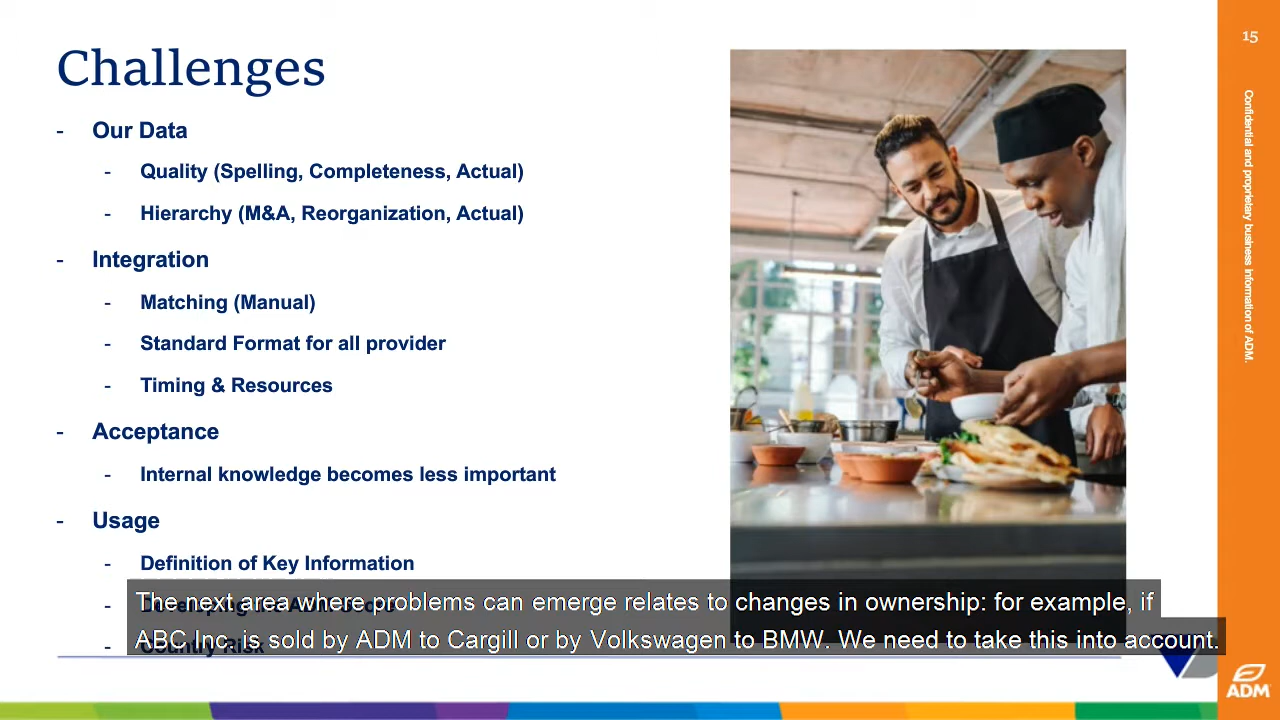 Challenges
15
- Our Data
- Quality (Spelling, Completeness, Actual)
- Hierarchy (M&A, Reorganization, Actual)
- Integration
- Matching (Manual)
- Standard Format for all provider
- Timing & Resources
- Acceptance
- Internal knowledge becomes less important
- Usage
- Definition of Key Information
- Country Risk
The next area where problems can emerge relates to changes in ownership: for example, if
ABC Inc. is sold by ADM to Cargill or by Volkswagen to BMW. We need to take this into account.
Confidential and proprietary business information of ADM.
ADM